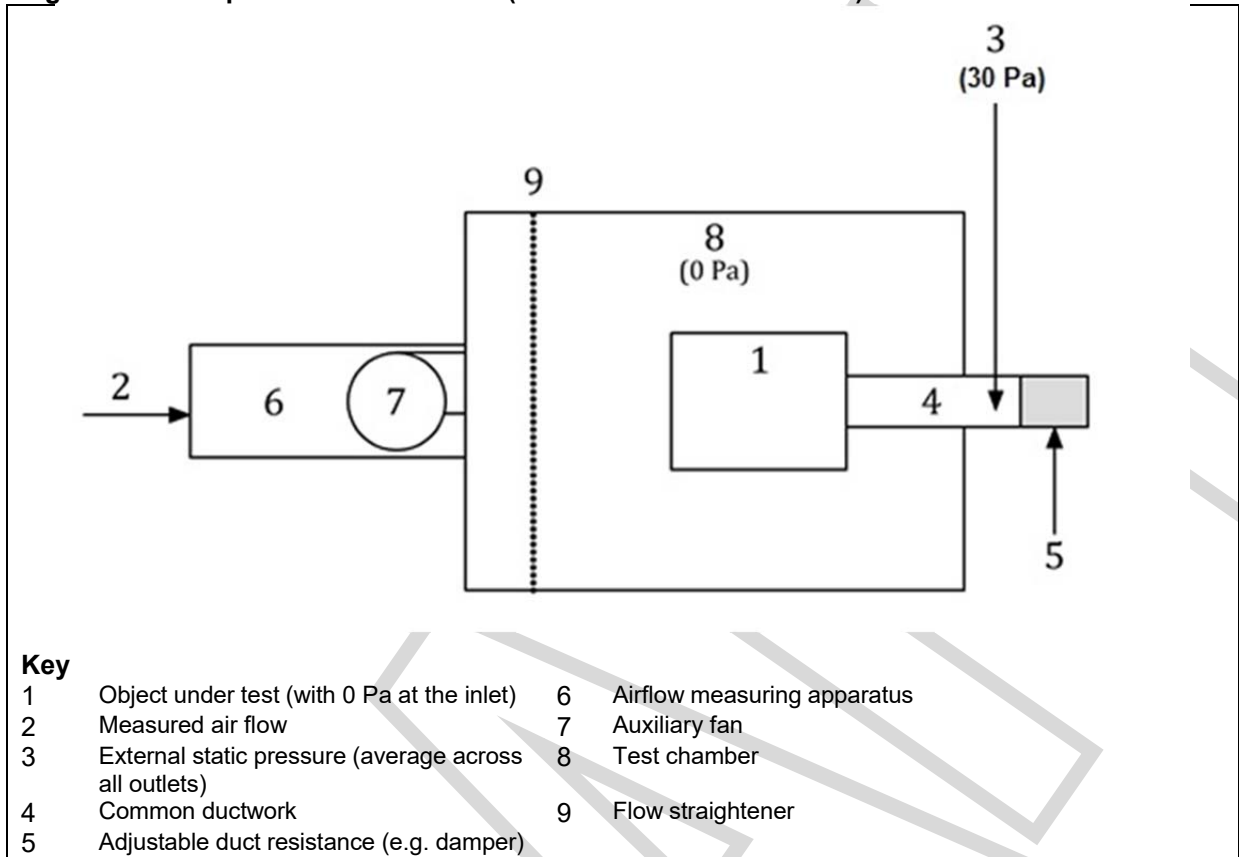 3
(30 Pa)
9
8
(0 Pa)
1
2
6
7
4
5
Key
1 Object under test (with 0 Pa at the inlet) 6 Airflow measuring apparatus
2 Measured air flow 7 Auxiliary fan
3 External static pressure (average across 8 Test chamber
all outlets)
4 Common ductwork 9 Flow straightener
5 Adjustable duct resistance (e.g. damper)